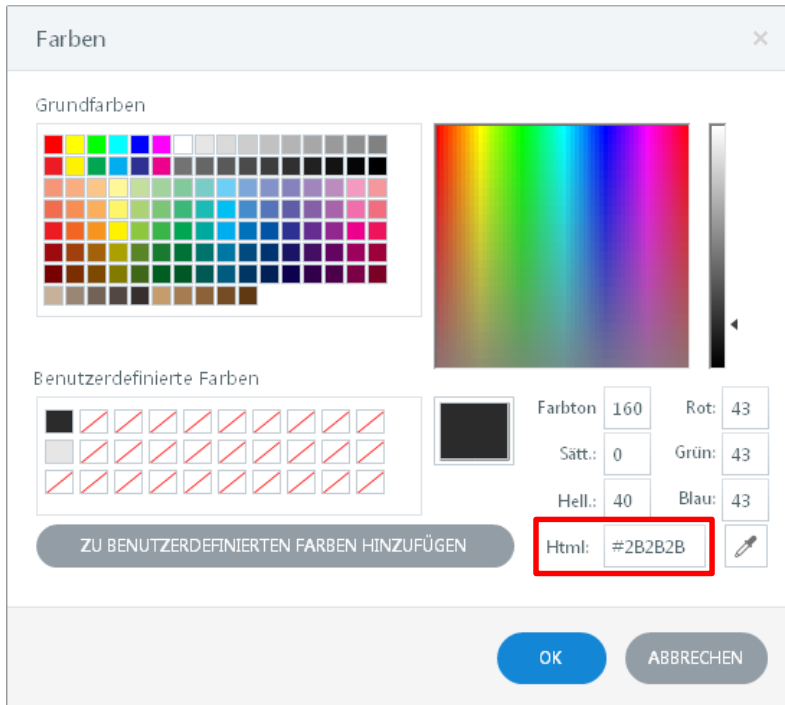 Farben
×
Grundfarben
Benutzerdefinierte Farben
Farbton 160 Rot: 43
Sätt.: 0 Grün: 43
Hell.: 40 Blau: 43
ZU BENUTZERDEFINIERTEN FARBEN HINZUFÜGEN
Html: #2B2B2B
OK
ABBRECHEN